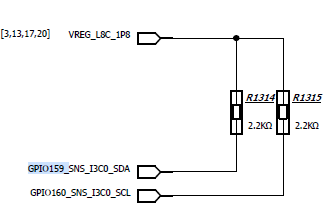 [3,13,17,20] VREG_L8C_1P8
R1314 R1315
2.2KΩ 2.2KΩ
GPIO159_SNS_I3C0_SDA
GPIO160_SNS_I3C0_SCL